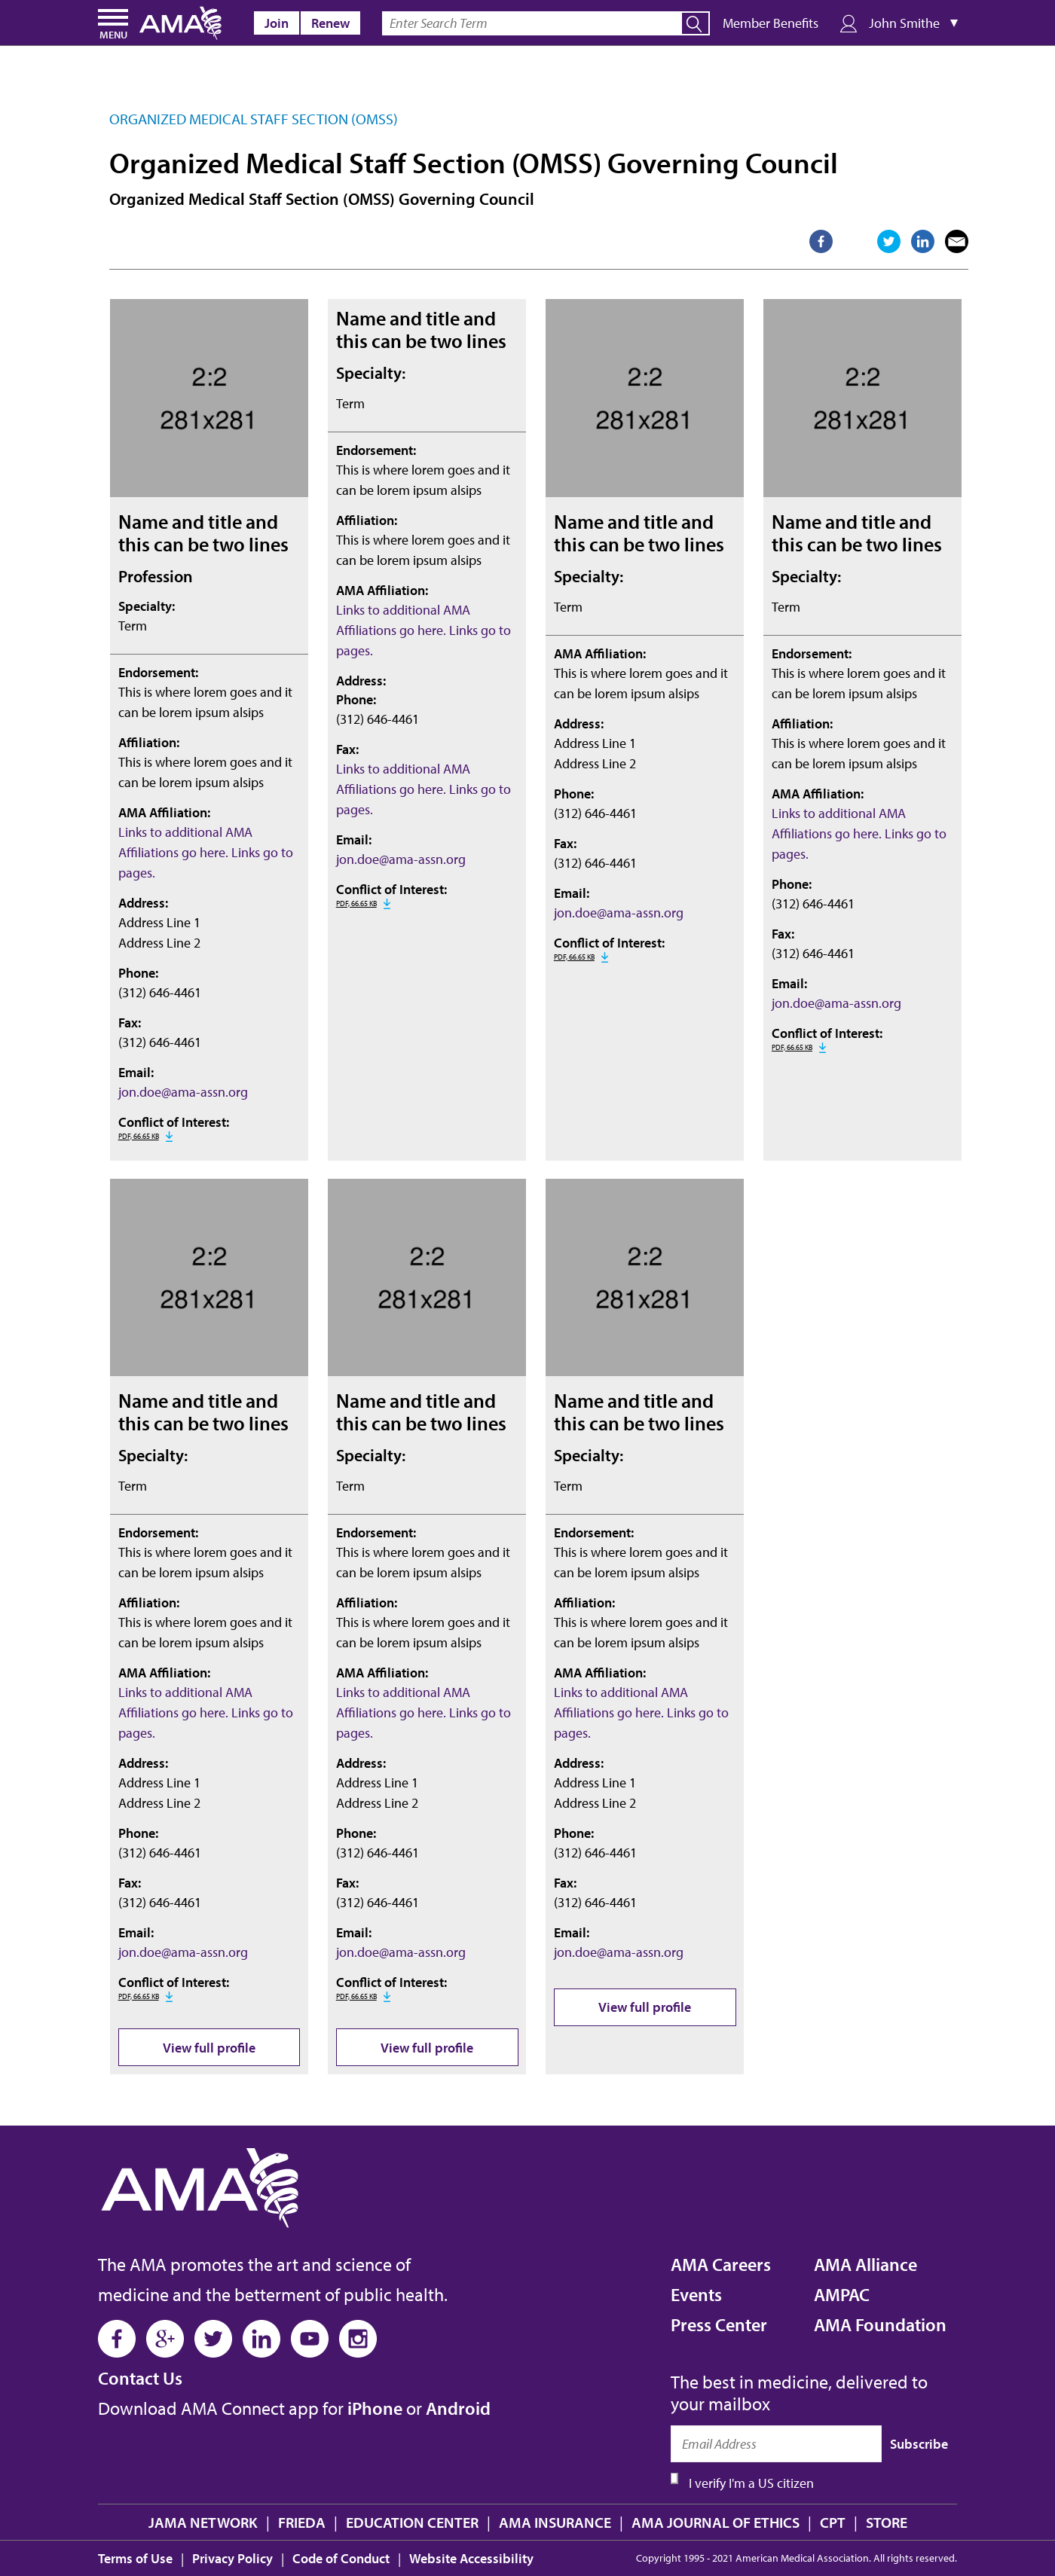 MENU
AMA
Join
Renew
Enter Search Term
Member Benefits
John Smithe
ORGANIZED MEDICAL STAFF SECTION (OMSS)
Organized Medical Staff Section (OMSS) Governing Council
Organized Medical Staff Section (OMSS) Governing Council
2:2
281x281
Name and title and
this can be two lines
Profession
Specialty:
Term
Endorsement:
This is where lorem goes and it
can be lorem ipsum alsips
Affiliation:
This is where lorem goes and it
can be lorem ipsum alsips
AMA Affiliation:
Links to additional AMA
Affiliations go here. Links go to
pages.
Address:
Address Line 1
Address Line 2
Phone:
(312) 646-4461
Fax:
(312) 646-4461
Email:
jon.doe@ama-assn.org
Conflict of Interest:
PDF, 66.65 KB
Name and title and
this can be two lines
Specialty:
Term
Endorsement:
This is where lorem goes and it
can be lorem ipsum alsips
Affiliation:
This is where lorem goes and it
can be lorem ipsum alsips
AMA Affiliation:
Links to additional AMA
Affiliations go here. Links go to
pages.
Address:
Phone:
(312) 646-4461
Fax:
Links to additional AMA
Affiliations go here. Links go to
pages.
Email:
jon.doe@ama-assn.org
Conflict of Interest:
PDF, 66.65 KB
2:2
281x281
Name and title and
this can be two lines
Specialty:
Term
AMA Affiliation:
This is where lorem goes and it
can be lorem ipsum alsips
Address:
Address Line 1
Address Line 2
Phone:
(312) 646-4461
Fax:
(312) 646-4461
Email:
jon.doe@ama-assn.org
Conflict of Interest:
PDF, 66.65 KB
2:2
281x281
Name and title and
this can be two lines
Specialty:
Term
Endorsement:
This is where lorem goes and it
can be lorem ipsum alsips
Affiliation:
This is where lorem goes and it
can be lorem ipsum alsips
AMA Affiliation:
Links to additional AMA
Affiliations go here. Links go to
pages.
Phone:
(312) 646-4461
Fax:
(312) 646-4461
Email:
jon.doe@ama-assn.org
Conflict of Interest:
PDF, 66.65 KB
2:2
281x281
Name and title and
this can be two lines
Specialty:
Term
Endorsement:
This is where lorem goes and it
can be lorem ipsum alsips
Affiliation:
This is where lorem goes and it
can be lorem ipsum alsips
AMA Affiliation:
Links to additional AMA
Affiliations go here. Links go to
pages.
Address:
Address Line 1
Address Line 2
Phone:
(312) 646-4461
Fax:
(312) 646-4461
Email:
jon.doe@ama-assn.org
Conflict of Interest:
PDF, 66.65 KB
View full profile
2:2
281x281
Name and title and
this can be two lines
Specialty:
Term
Endorsement:
This is where lorem goes and it
can be lorem ipsum alsips
Affiliation:
This is where lorem goes and it
can be lorem ipsum alsips
AMA Affiliation:
Links to additional AMA
Affiliations go here. Links go to
pages.
Address:
Address Line 1
Address Line 2
Phone:
(312) 646-4461
Fax:
(312) 646-4461
Email:
jon.doe@ama-assn.org
Conflict of Interest:
PDF, 66.65 KB
View full profile
2:2
281x281
Name and title and
this can be two lines
Specialty:
Term
Endorsement:
This is where lorem goes and it
can be lorem ipsum alsips
Affiliation:
This is where lorem goes and it
can be lorem ipsum alsips
AMA Affiliation:
Links to additional AMA
Affiliations go here. Links go to
pages.
Address:
Address Line 1
Address Line 2
Phone:
(312) 646-4461
Fax:
(312) 646-4461
Email:
jon.doe@ama-assn.org
View full profile
AMA
The AMA promotes the art and science of
medicine and the betterment of public health.
Contact Us
Download AMA Connect app for iPhone or Android
AMA Careers
Events
Press Center
AMA Alliance
AMPAC
AMA Foundation
The best in medicine, delivered to
your mailbox
Email Address
Subscribe
I verify I'm a US citizen
JAMA NETWORK | FRIEDA | EDUCATION CENTER | AMA INSURANCE | AMA JOURNAL OF ETHICS | CPT | STORE
Terms of Use | Privacy Policy | Code of Conduct | Website Accessibility
Copyright 1995 - 2021 American Medical Association. All rights reserved.